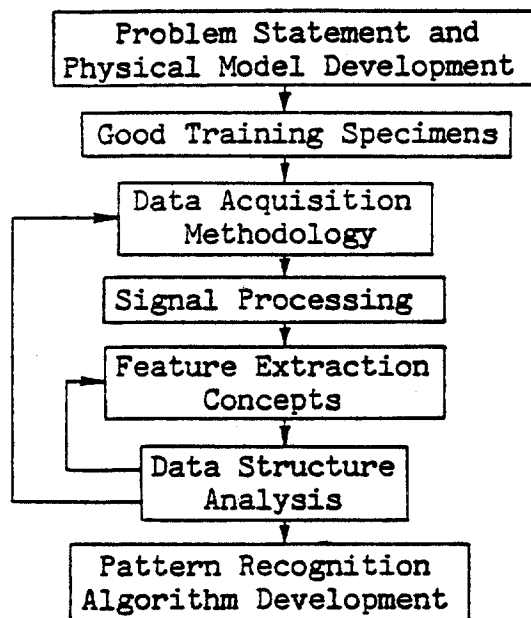 Problem Statement and
Physical Model Development
Good Training Specimens
Data Acquisition
Methodology
Signal Processing
Feature Extraction
Concepts
Data Structure
Analysis
Pattern Recognition
Algorithm Development